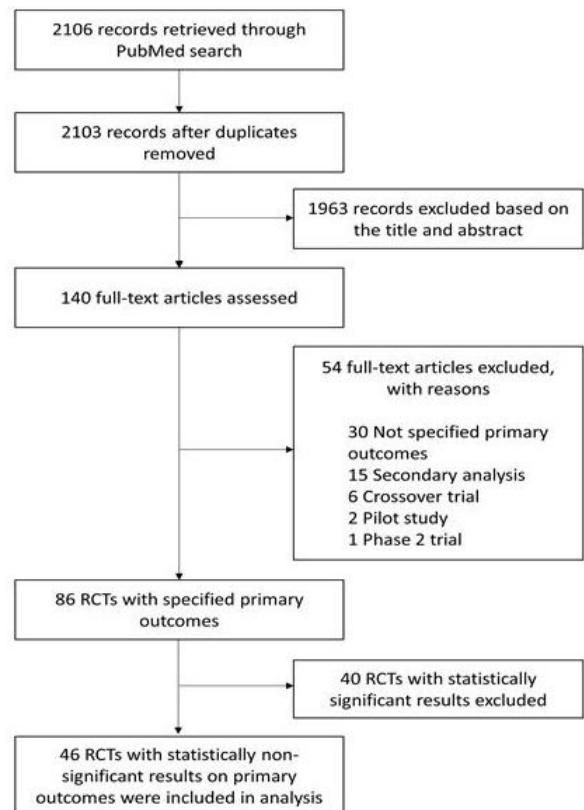 2106 records retrieved through
PubMed search
2103 records after duplicates
removed
1963 records excluded based on
the title and abstract
140 full-text articles assessed
54 full-text articles excluded,
with reasons
30 Not specified primary
outcomes
15 Secondary analysis
6 Crossover trial
2 Pilot study
1 Phase 2 trial
86 RCTs with specified primary
outcomes
40 RCTs with statistically
significant results excluded
46 RCTs with statistically non-
significant results on primary
outcomes were included in analysis